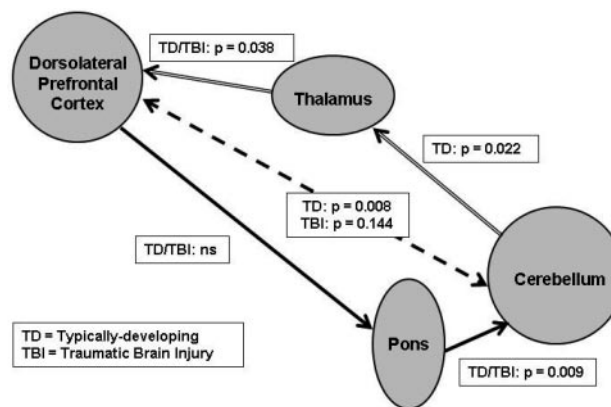 TD/TBI: p = 0.038
Dorsolateral
Prefrontal
Cortex
Thalamus
TD: p = 0.022
TD: p = 0.008
TBI: p = 0.144
TD/TBI: ns
Cerebellum
TD = Typically-developing
TBI = Traumatic Brain Injury
Pons
TD/TBI: p = 0.009